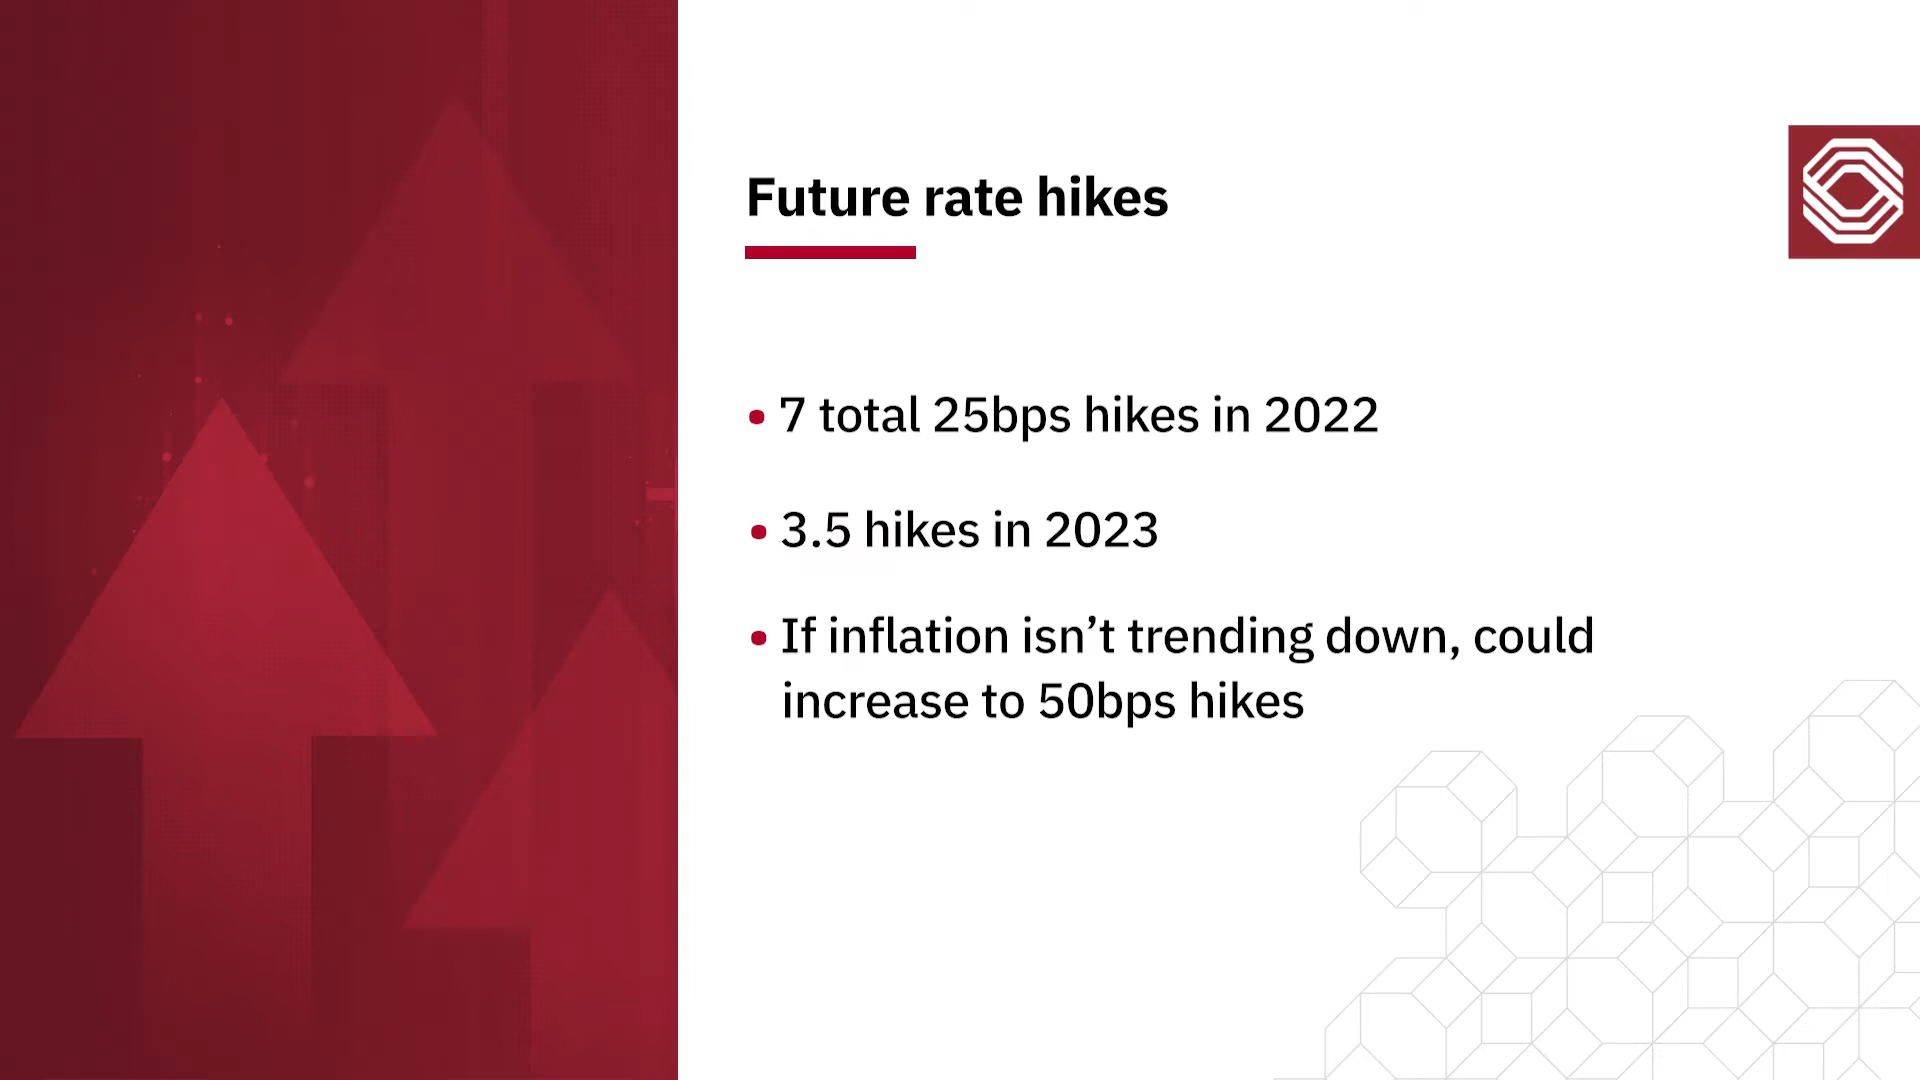 Future rate hikes
• 7 total 25bps hikes in 2022
• 3.5 hikes in 2023
• If inflation isn’t trending down, could
increase to 50bps hikes